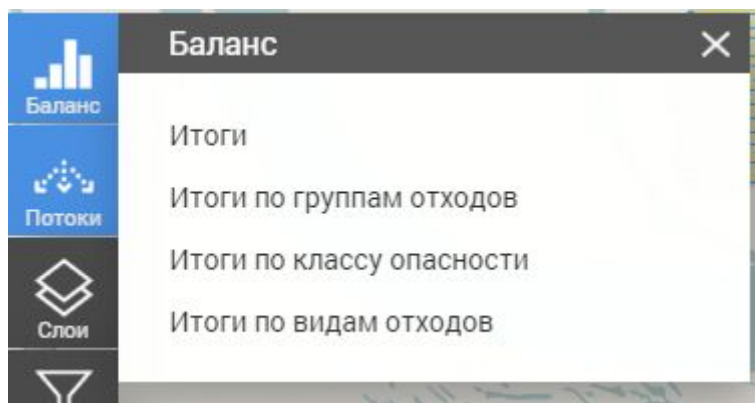 Баланс
Баланс
Итоги
Итоги по группам отходов
Потоки
Итоги по классу опасности
Итоги по видам отходов
Слои